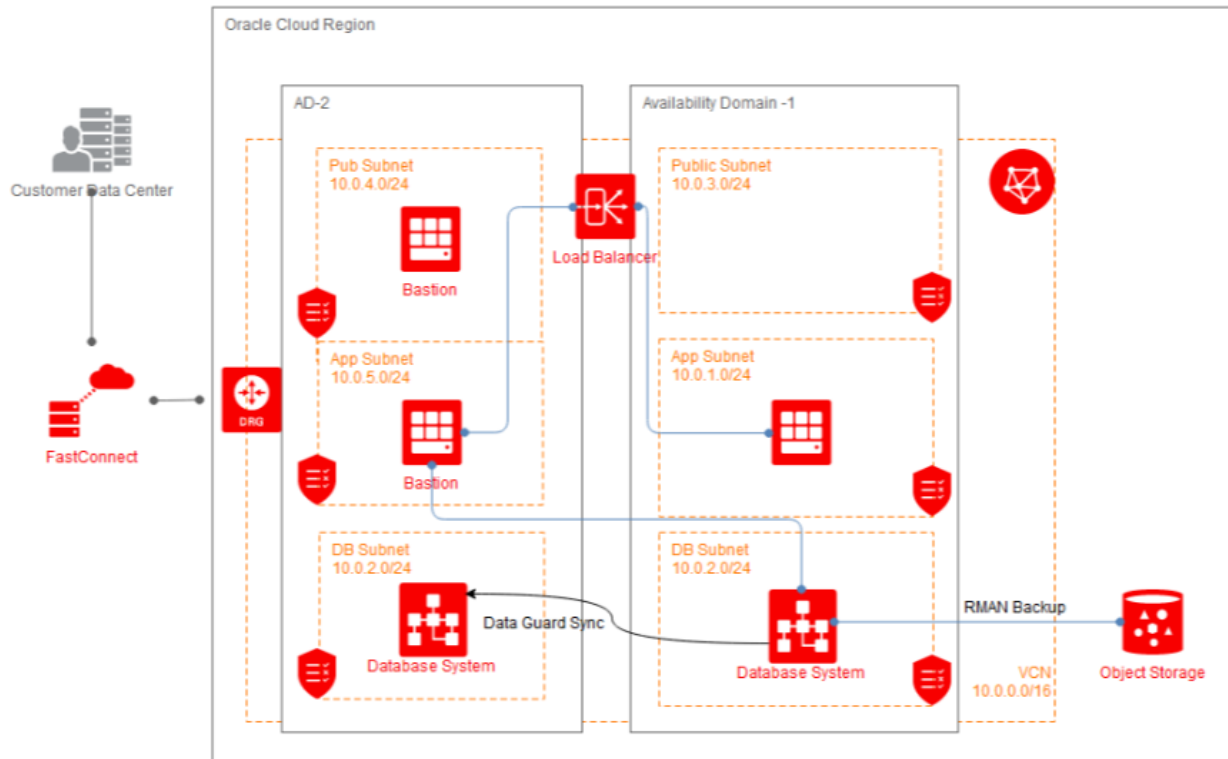 Oracle Cloud Region
Customer Data Center
FastConnect
DRG
AD-2
Pub Subnet
10.0.4.0/24
Bastion
App Subnet
10.0.5.0/24
Bastion
DB Subnet
10.0.2.0/24
Database System
Load Balancer
Data Guard Sync
Availability Domain -1
Public Subnet
10.0.3.0/24
App Subnet
10.0.1.0/24
DB Subnet
10.0.2.0/24
Database System
RMAN Backup
VCN
10.0.0.0/16
Object Storage